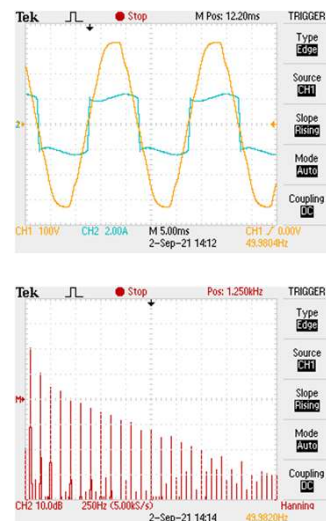 Tek Stop M Pos: 12.20ms TRIGGER
Type
Edge
Source
CH1
Slope
Rising
Mode
Auto
Coupling
DC
2
CH1 100V CH2 2.00A M 5.00ms CH1 / 0.00V
2-Sep-21 14:12 49.9804Hz
Tek Stop Pos: 1.250kHz TRIGGER
Type
Edge
Source
CH1
Slope
Rising
M
Mode
Auto
Coupling
DC
CH2 10.0dB 250Hz (5.00kS/s) Hanning
2-Sep-21 14:14 49.9820Hz